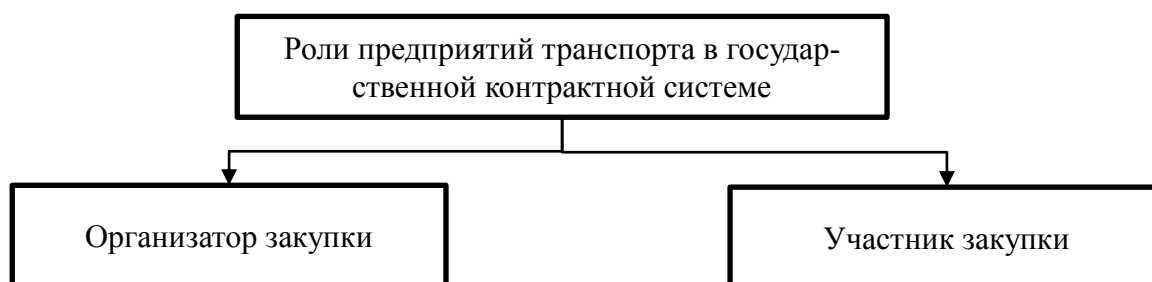 Роли предприятий транспорта в государ-
ственной контрактной системе
Организатор закупки
Участник закупки